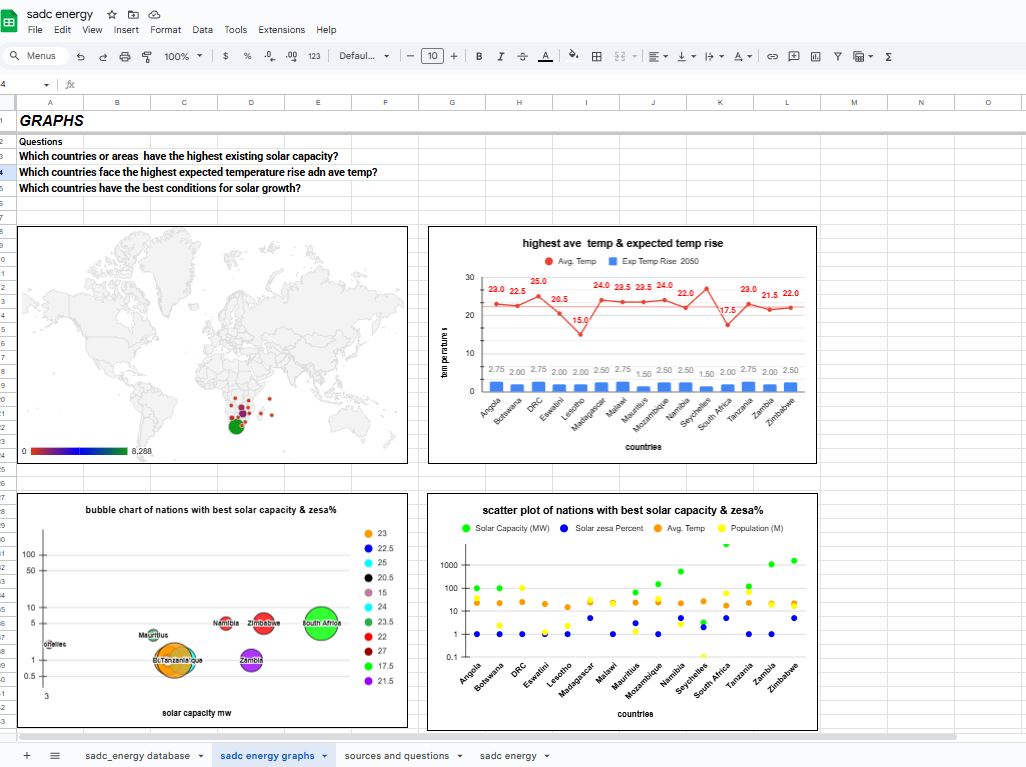 sadc energy
File Edit View Insert Format Data Tools Extensions Help
Menus 100% $ % .0 .00 123 Defaul... 10 B I A
4 fx
A B C D E F G H I J K L M N O
GRAPHS
Questions
Which countries or areas have the highest existing solar capacity?
Which countries face the highest expected temperature rise adn ave temp?
Which countries have the best conditions for solar growth?
0 8,288
highest ave temp & expected temp rise
Avg. Temp Exp Temp Rise 2050
30
20
10
0
temperatures
23.0 22.5 25.0 20.5 15.0 24.0 23.5 23.5 24.0 22.0 17.5 23.0 21.5 22.0
2.75 2.00 2.75 2.00 2.00 2.50 2.75 1.50 2.50 2.50 1.50 2.00 2.75 2.00 2.50
Angola Botswana DRC Eswatini Lesotho Madagascar Malawi Mauritius Mozambique Namibia Seychelles South Africa Tanzania Zambia Zimbabwe
countries
bubble chart of nations with best solar capacity & zesa%
100
50
10
5
1
0.5
3
Mauritius
Namibia
Zimbabwe
South Africa
Zambia
solar capacity mw
23
22.5
25
20.5
15
24
23.5
22
27
17.5
21.5
scatter plot of nations with best solar capacity & zesa%
Solar Capacity (MW) Solar zesa Percent Avg. Temp Population (M)
1000
100
10
1
0.1
Angola Botswana DRC Eswatini Lesotho Madagascar Malawi Mauritius Mozambique Namibia Seychelles South Africa Tanzania Zambia Zimbabwe
countries
sadc_energy database sadc energy graphs sources and questions sadc energy